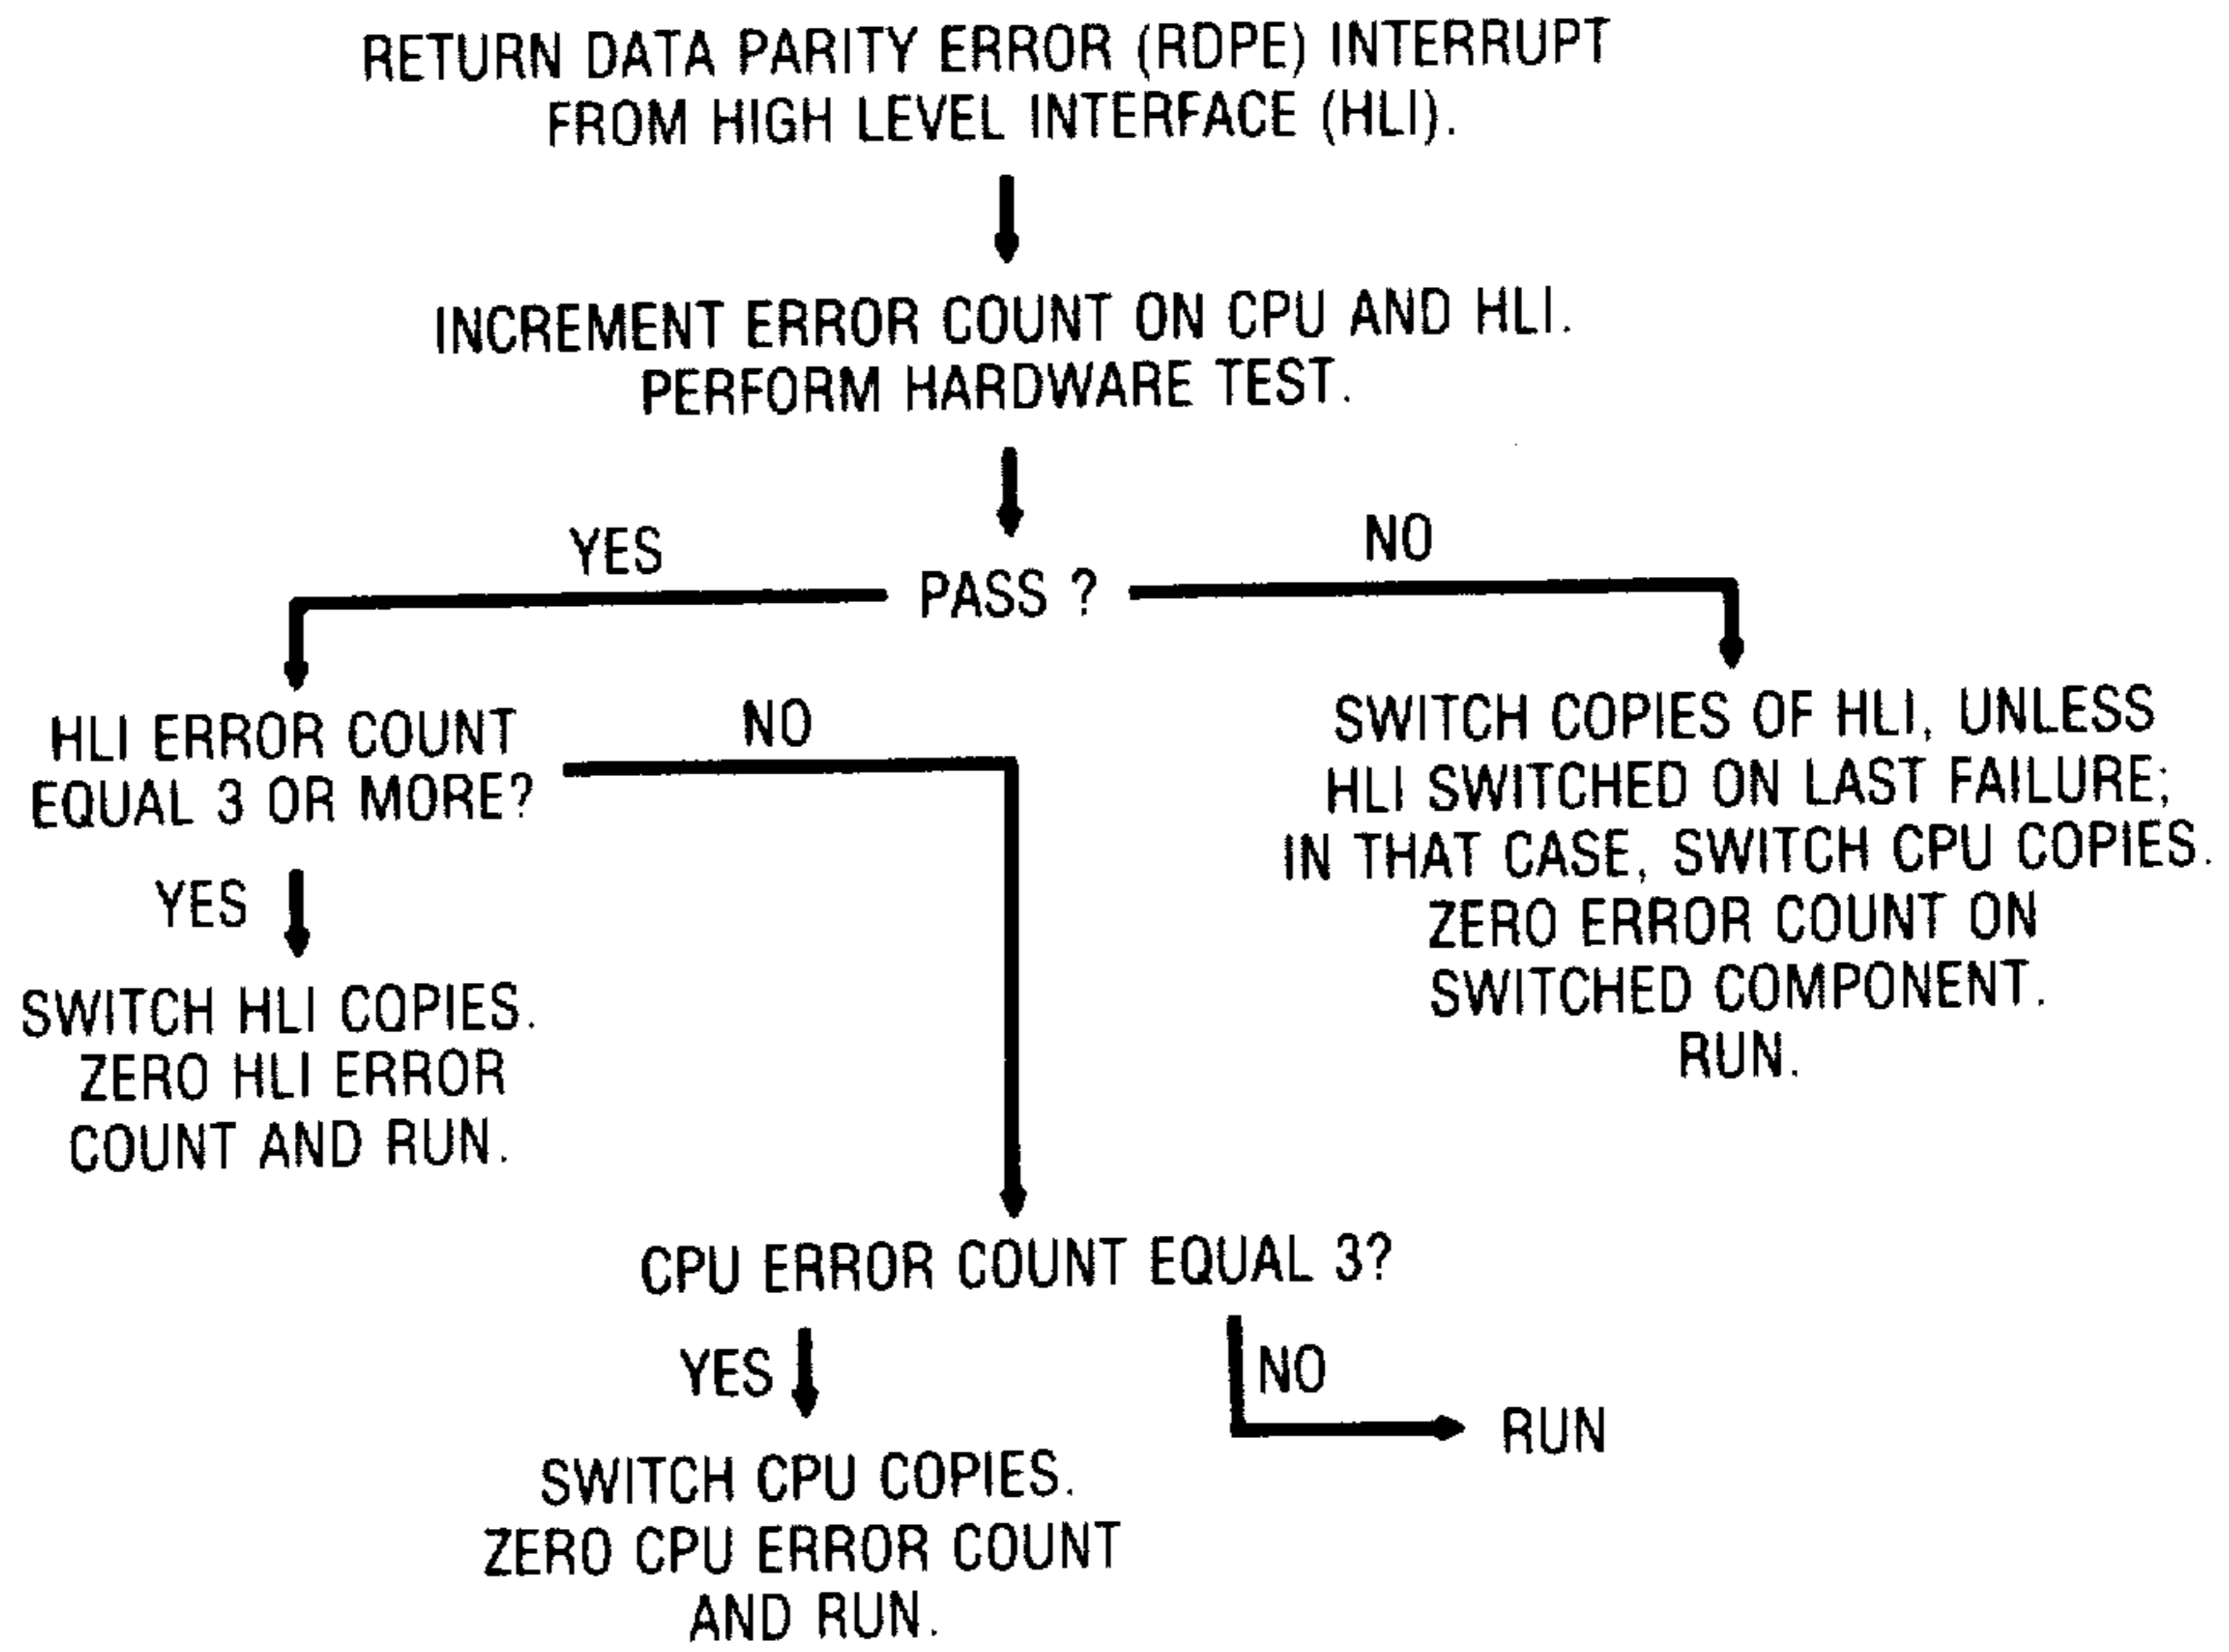 RETURN DATA PARITY ERROR (RDPE) INTERRUPT
FROM HIGH LEVEL INTERFACE (HLI).
INCREMENT ERROR COUNT ON CPU AND HLI.
PERFORM HARDWARE TEST.
YES
PASS ?
NO
HLI ERROR COUNT
EQUAL 3 OR MORE?
NO
YES
SWITCH HLI COPIES.
ZERO HLI ERROR
COUNT AND RUN.
SWITCH COPIES OF HLI, UNLESS
HLI SWITCHED ON LAST FAILURE;
IN THAT CASE, SWITCH CPU COPIES.
ZERO ERROR COUNT ON
SWITCHED COMPONENT.
RUN.
CPU ERROR COUNT EQUAL 3?
YES
NO
RUN
SWITCH CPU COPIES.
ZERO CPU ERROR COUNT
AND RUN.